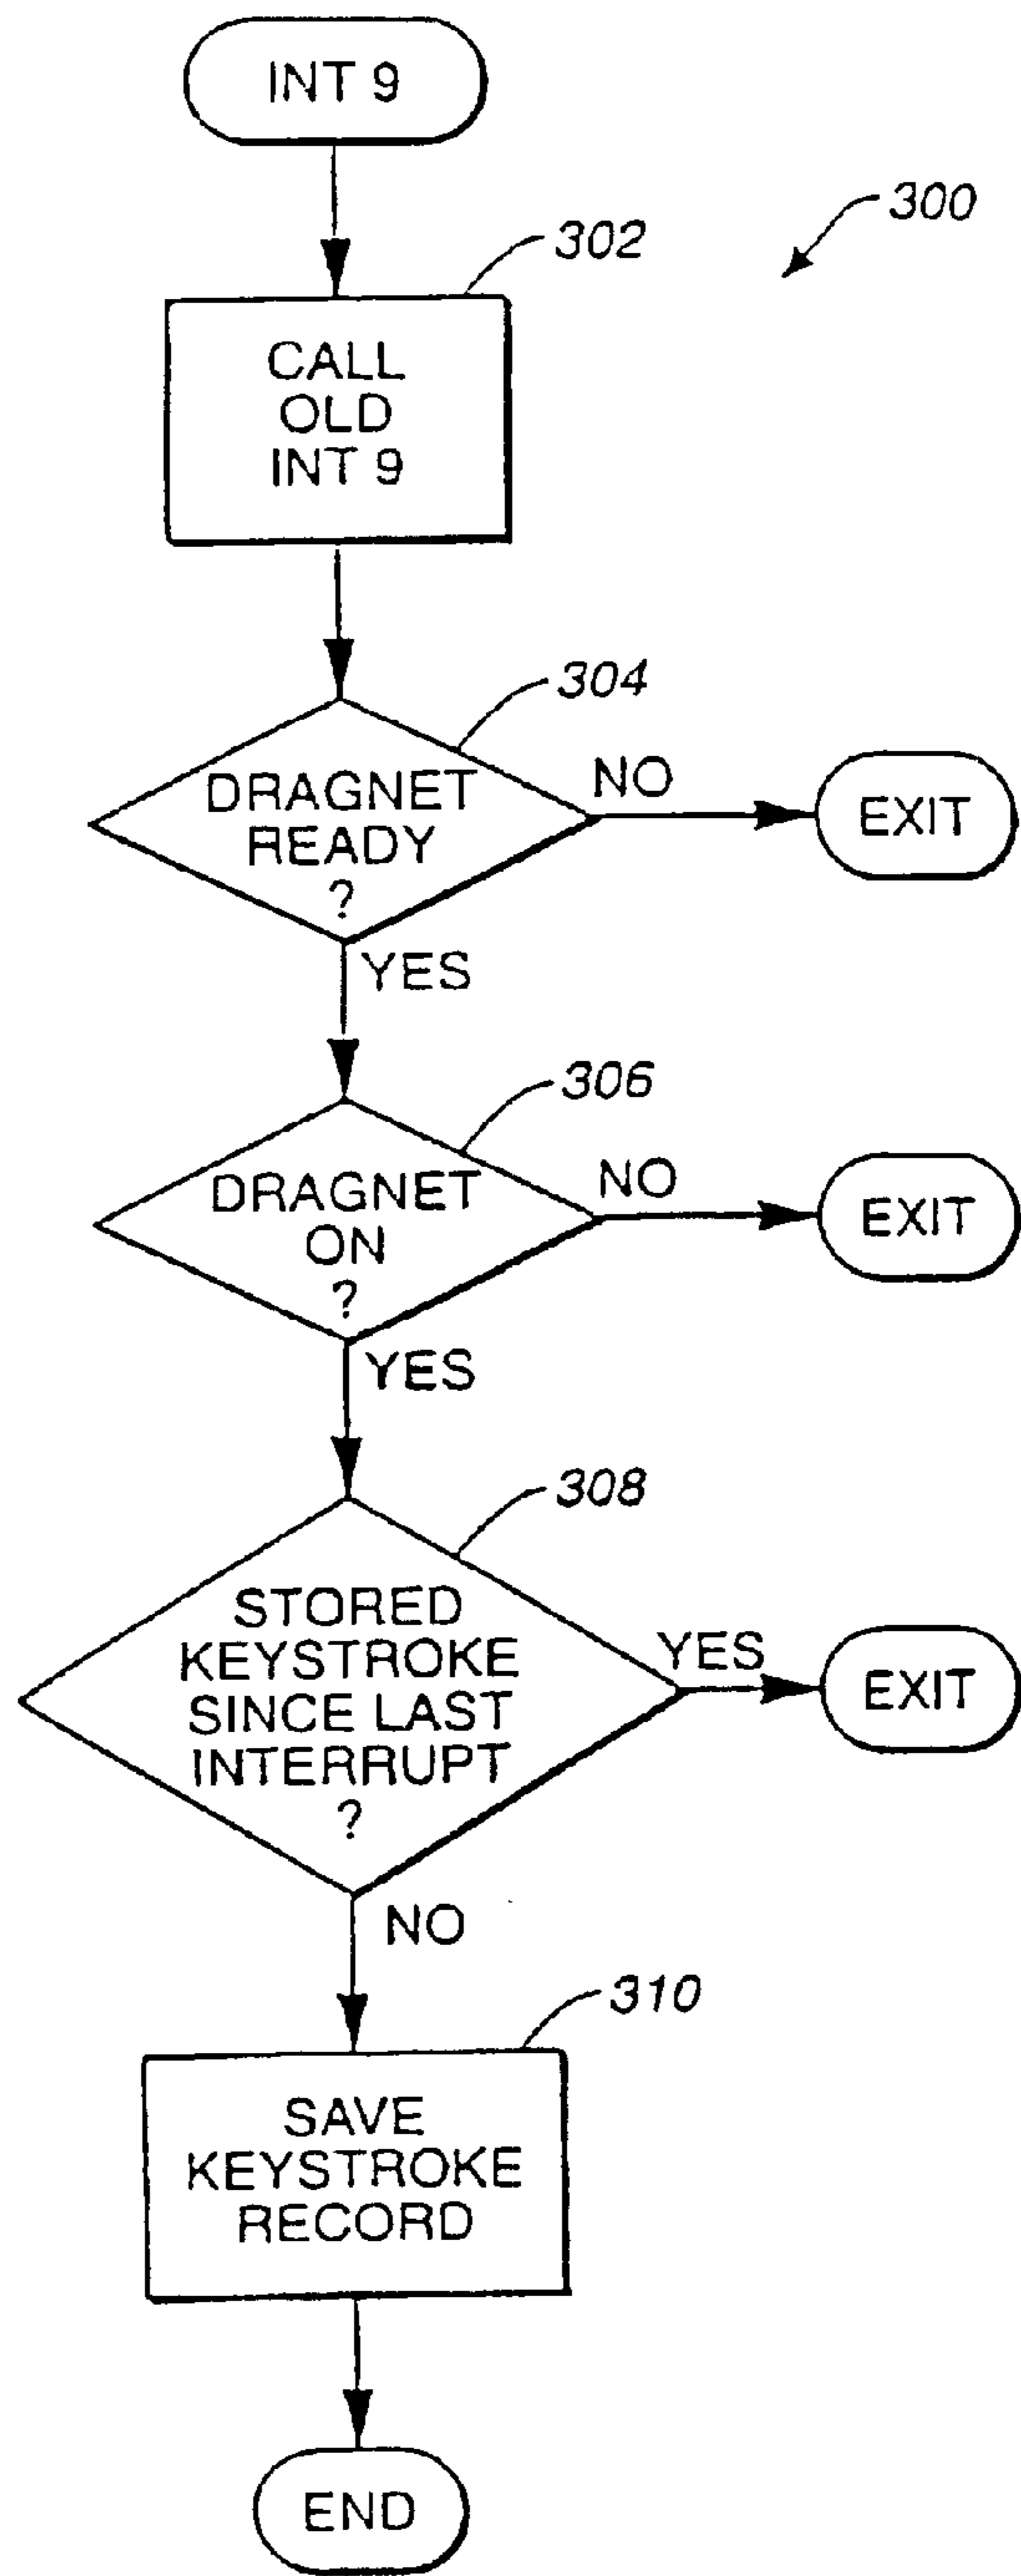 INT 9
300
302
CALL
OLD
INT 9
304
DRAGNET
READY
?
NO
EXIT
YES
306
DRAGNET
ON
?
NO
EXIT
YES
308
STORED
KEYSTROKE
SINCE LAST
INTERRUPT
?
YES
EXIT
NO
310
SAVE
KEYSTROKE
RECORD
END